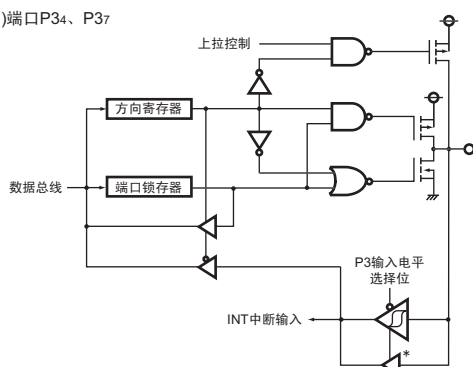 )端口P34、P37
上拉控制
方向寄存器
数据总线
端口锁存器
P3输入电平
选择位
INT中断输入
*